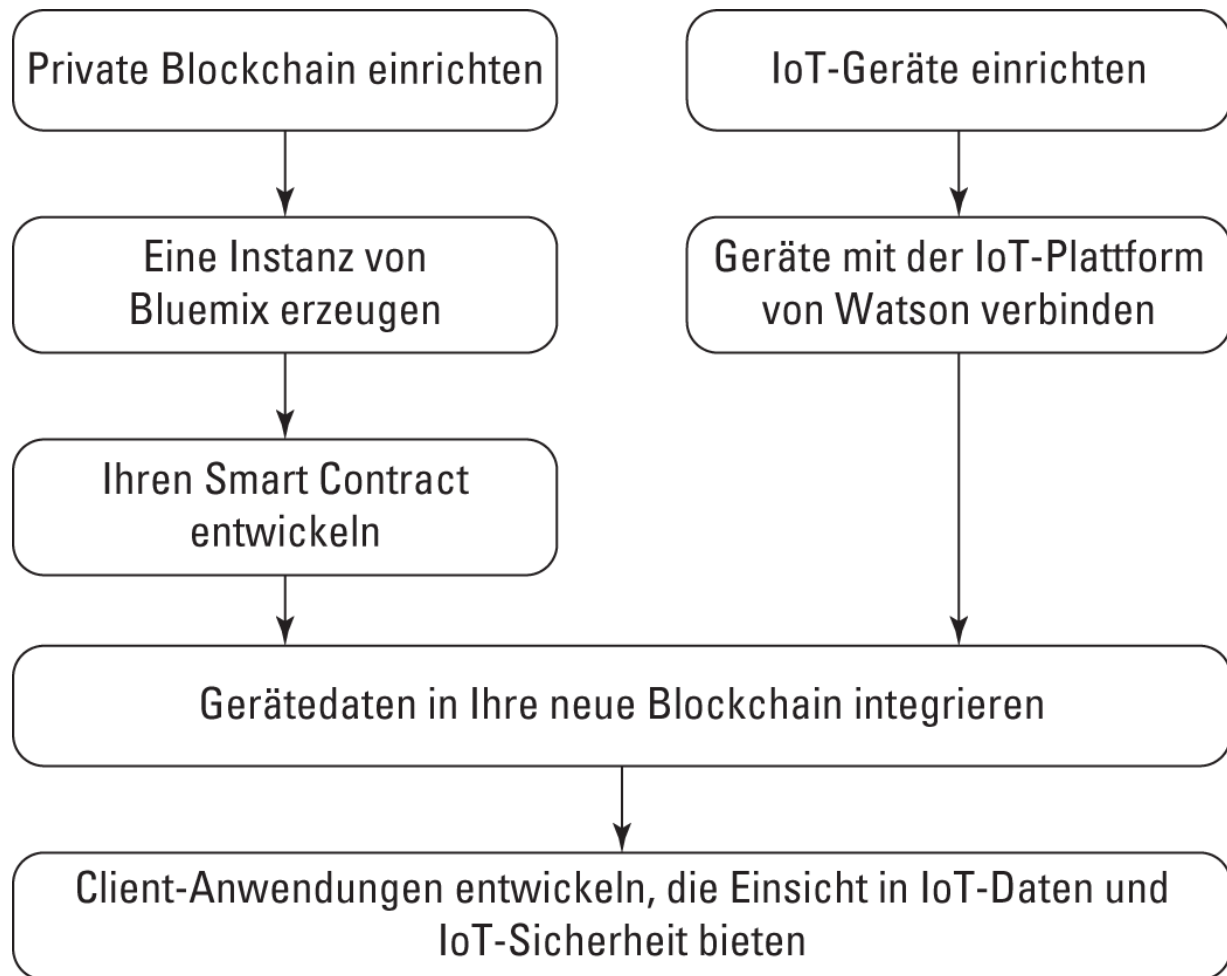 Private Blockchain einrichten
IoT-Geräte einrichten
Eine Instanz von
Bluemix erzeugen
Geräte mit der IoT-Plattform
von Watson verbinden
Ihren Smart Contract
entwickeln
Gerätedaten in Ihre neue Blockchain integrieren
Client-Anwendungen entwickeln, die Einsicht in IoT-Daten und
IoT-Sicherheit bieten